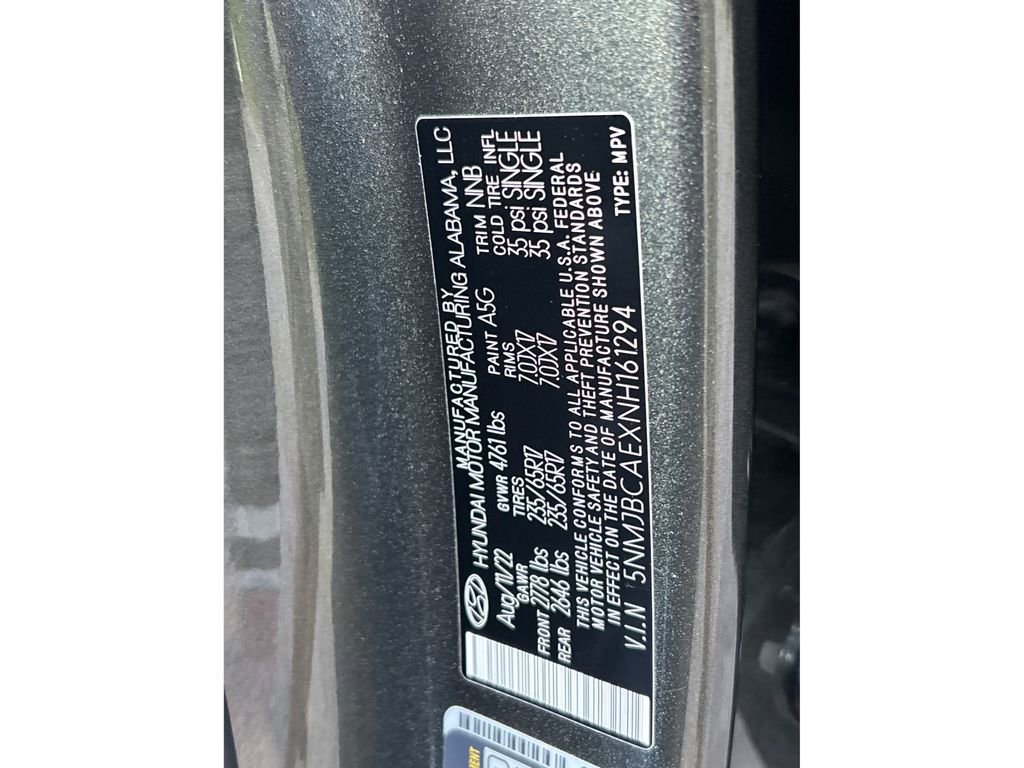 MANUFACTURED BY
HYUNDAI MOTOR MANUFACTURING ALABAMA, LLC
Aug/11/22 GVWR 4761 lbs PAINT A5G TRIM NNB
GAWR TIRES RIMS COLD TIRE INFL
FRONT 2778 lbs 235/65R17 7.0JX17 35 psi SINGLE
REAR 2646 lbs 235/65R17 7.0JX17 35 psi SINGLE
THIS VEHICLE CONFORMS TO ALL APPLICABLE U.S.A. FEDERAL
MOTOR VEHICLE SAFETY AND THEFT PREVENTION STANDARDS
IN EFFECT ON THE DATE OF MANUFACTURE SHOWN ABOVE
V.I.N 5NMJBCAEXNH161294 TYPE: MPV